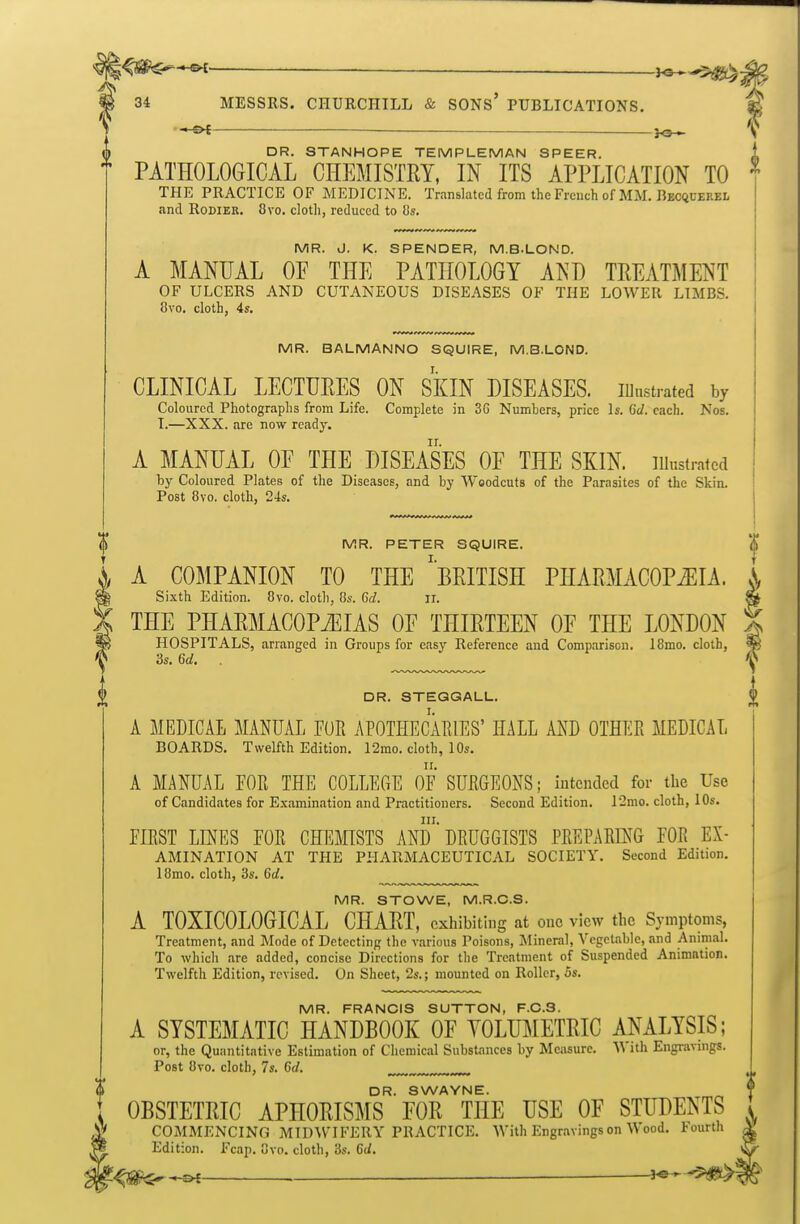 34 MESSRS. CHURCHILL & SONS' PUBLICATIONS.
DR. STANHOPE TEMPLEMAN SPEER.
PATHOLOGICAL CHEMISTRY, IN ITS APPLICATION TO
THE PRACTICE OF MEDICINE. Translated from the French of MM. BECQUEREL
and RODIER. 8vo. cloth, reduced to 8s.
MR. J. K. SPENDER, M.B.LOND.
A MANUAL OF THE PATHOLOGY AND TREATMENT
OF ULCERS AND CUTANEOUS DISEASES OF THE LOWER LIMBS.
8vo. cloth, 4s.
MR. BALMANNO SQUIRE, M.B.LOND.
I.
CLINICAL LECTURES ON SKIN DISEASES. Illustrated by
Coloured Photographs from Life. Complete in 36 Numbers, price 1s. 6d. each. Nos.
I.—XXX. are now ready.
II.
A MANUAL OF THE DISEASES OF THE SKIN. Illustrated
by Coloured Plates of the Diseases, and by Woodcuts of the Parasites of the Skin.
Post 8vo. cloth, 24s.
MR. PETER SQUIRE.
I.
A COMPANION TO THE BRITISH PHARMACOPÆIA.
Sixth Edition. 8vo. cloth, 8s. 6d.
II.
THE PHARMACOPÆIAS OF THIRTEEN OF THE LONDON
HOSPITALS, arranged in Groups for easy Reference and Comparison. 18mo. cloth,
3s. 6d.
DR. STEGGALL.
I.
A MEDICAL MANUAL FOR APOTHECARIES' HALL AND OTHER MEDICAL
BOARDS. Twelfth Edition. 12mo. cloth, 10s.
II.
A MANUAL FOR THE COLLEGE OF SURGEONS; intended for the Use
of Candidates for Examination and Practitioners. Second Edition. 12mo. cloth, 10s.
III.
FIRST LINES FOR CHEMISTS AND DRUGGISTS PREPARING FOR EX-
AMINATION AT THE PHARMACEUTICAL SOCIETY. Second Edition.
18mo. cloth, 3s. 6d.
MR. STOWE, M.R.C.S.
A TOXICOLOGICAL CHART, exhibiting at one view the Symptoms,
Treatment, and Mode of Detecting the various Poisons, Mineral, Vegetable, and Animal.
To which are added, concise Directions for the Treatment of Suspended Animation.
Twelfth Edition, revised. On Sheet, 2s.; mounted on Roller, 5s.
MR. FRANCIS SUTTON, F.C.S.
A SYSTEMATIC HANDBOOK OF VOLUMETRIC ANALYSIS;
or, the Quantitative Estimation of Chemical Substances by Measure. With Engravings.
Post 8vo. cloth, 7s. 6d.
DR. SWAYNE.
OBSTETRIC APHORISMS FOR THE USE OF STUDENTS
COMMENCING MIDWIFERY PRACTICE. With Engravings on Wood. Fourth
Edition. Fcap. 8vo. cloth, 3s. 6d.